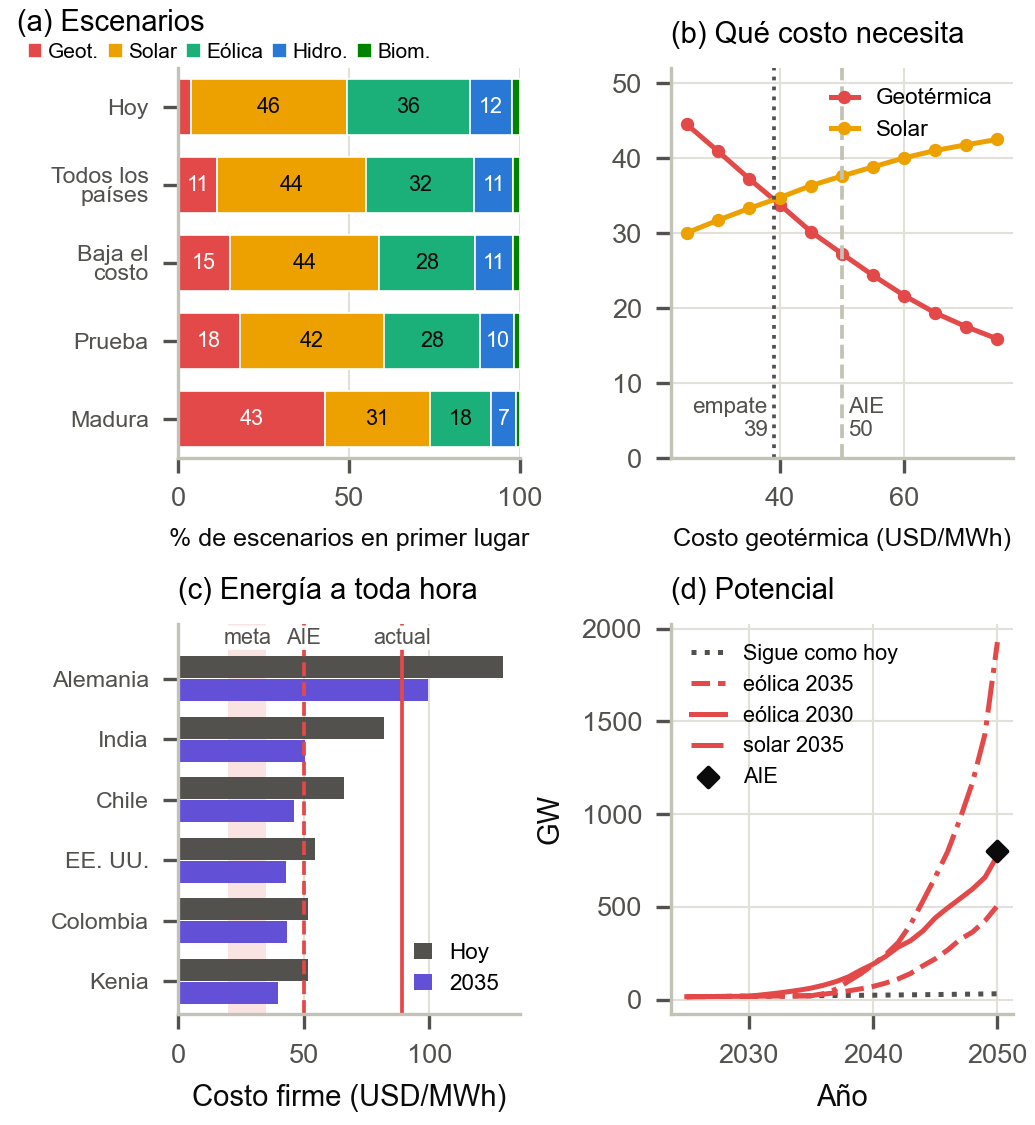 (a) Escenarios
Geot. Solar Eólica Hidro. Biom.
Hoy 46 36 12
Todos los
países 11 44 32 11
Baja el
costo 15 44 28 11
Prueba 18 42 28 10
Madura 43 31 18 7
0 50 100
% de escenarios en primer lugar
(b) Qué costo necesita
50
40
30
20
10
0
Geotérmica
Solar
empate
39
AIE
50
40 60
Costo geotérmica (USD/MWh)
(c) Energía a toda hora
meta AIE actual
Alemania
India
Chile
EE. UU.
Colombia
Kenia
Hoy
2035
0 50 100
Costo firme (USD/MWh)
(d) Potencial
2000
1500
1000
500
0
GW
Sigue como hoy
eólica 2035
eólica 2030
solar 2035
AIE
2030 2040 2050
Año